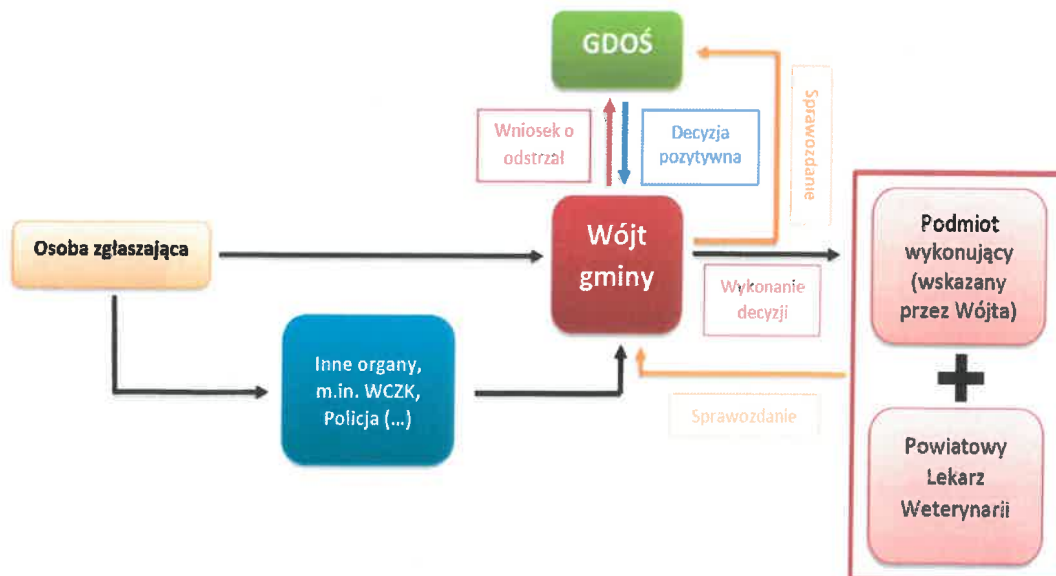 GDOŚ
Wniosek o
odstrzał
Decyzja
pozytywna
Sprawozdanie
Osoba zgłaszająca
Wójt
gminy
Wykonanie
decyzji
Podmiot
wykonujący
(wskazany
przez Wójta)
Inne organy,
m.in. WCZK,
Policja (...)
Sprawozdanie
Powiatowy
Lekarz
Weterynarii